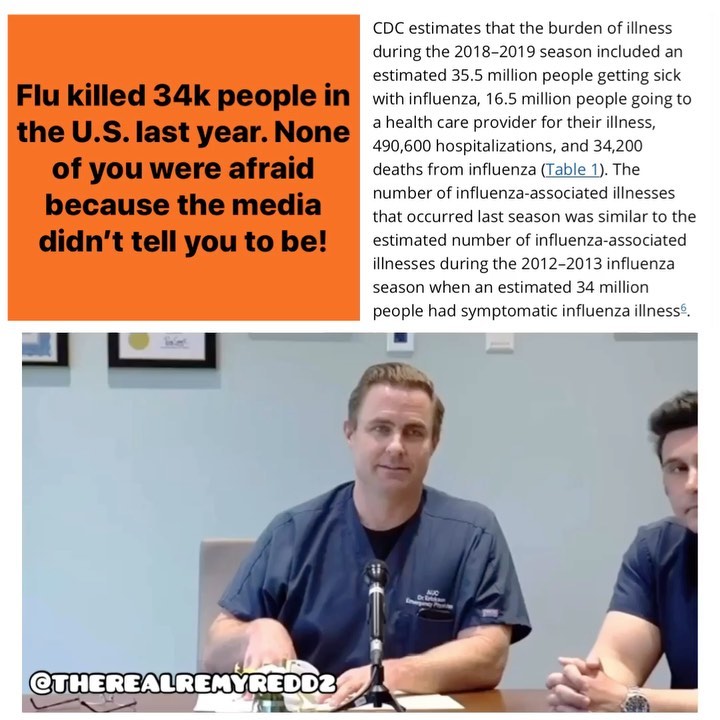 Flu killed 34k people in
the U.S. last year. None
of you were afraid
because the media
didn't tell you to be!
CDC estimates that the burden of illness
during the 2018–2019 season included an
estimated 35.5 million people getting sick
with influenza, 16.5 million people going to
a health care provider for their illness,
490,600 hospitalizations, and 34,200
deaths from influenza (Table 1). The
number of influenza-associated illnesses
that occurred last season was similar to the
estimated number of influenza-associated
illnesses during the 2012–2013 influenza
season when an estimated 34 million
people had symptomatic influenza illness⁶.
Emergency Physician
@THEREALREMYREDD2